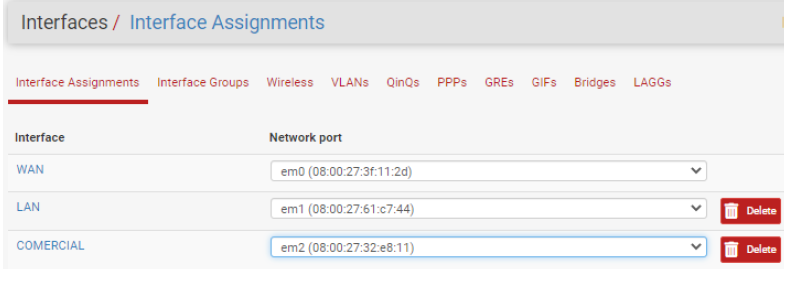 Interfaces / Interface Assignments
Interface Assignments Interface Groups Wireless VLANs QinQs PPPs GREs GIFs Bridges LAGGs
Interface Network port
WAN em0 (08:00:27:3f:11:2d)
LAN em1 (08:00:27:61:c7:44) Delete
COMERCIAL em2 (08:00:27:32:e8:11) Delete